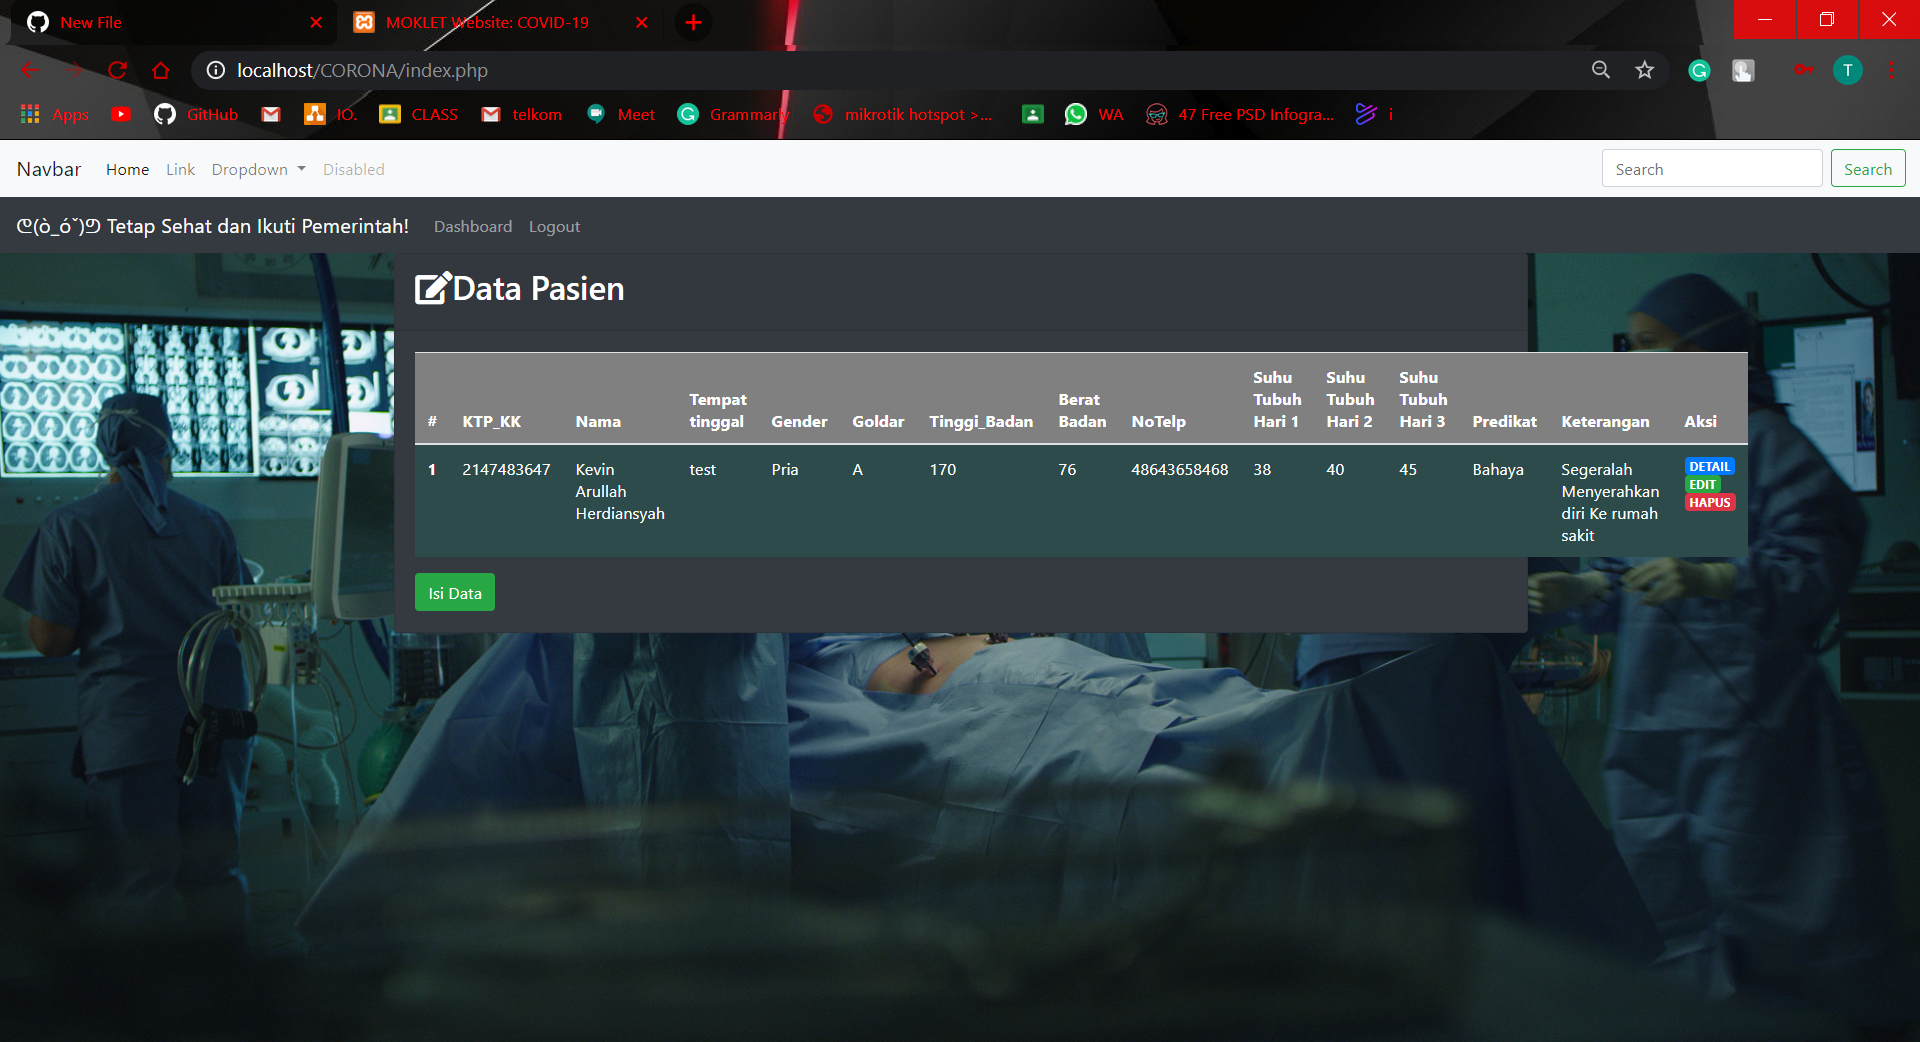 New File
MOKLET Website: COVID-19
localhost/CORONA/index.php
T
Apps
GitHub
IO.
CLASS
telkom
Meet
Grammarly
mikrotik hotspot >...
WA
47 Free PSD Infogra...
i
Navbar
Home
Link
Dropdown
Disabled
Search
Search
Tetap Sehat dan Ikuti Pemerintah!
Dashboard
Logout
Data Pasien
#
KTP_KK
Nama
Tempat
tinggal
Gender
Goldar
Tinggi_Badan
Berat
Badan
NoTelp
Suhu
Tubuh
Hari 1
Suhu
Tubuh
Hari 2
Suhu
Tubuh
Hari 3
Predikat
Keterangan
Aksi
1
2147483647
Kevin
Arullah
Herdiansyah
test
Pria
A
170
76
48643658468
38
40
45
Bahaya
Segeralah
Menyerahkan
diri Ke rumah
sakit
DETAIL
EDIT
HAPUS
Isi Data